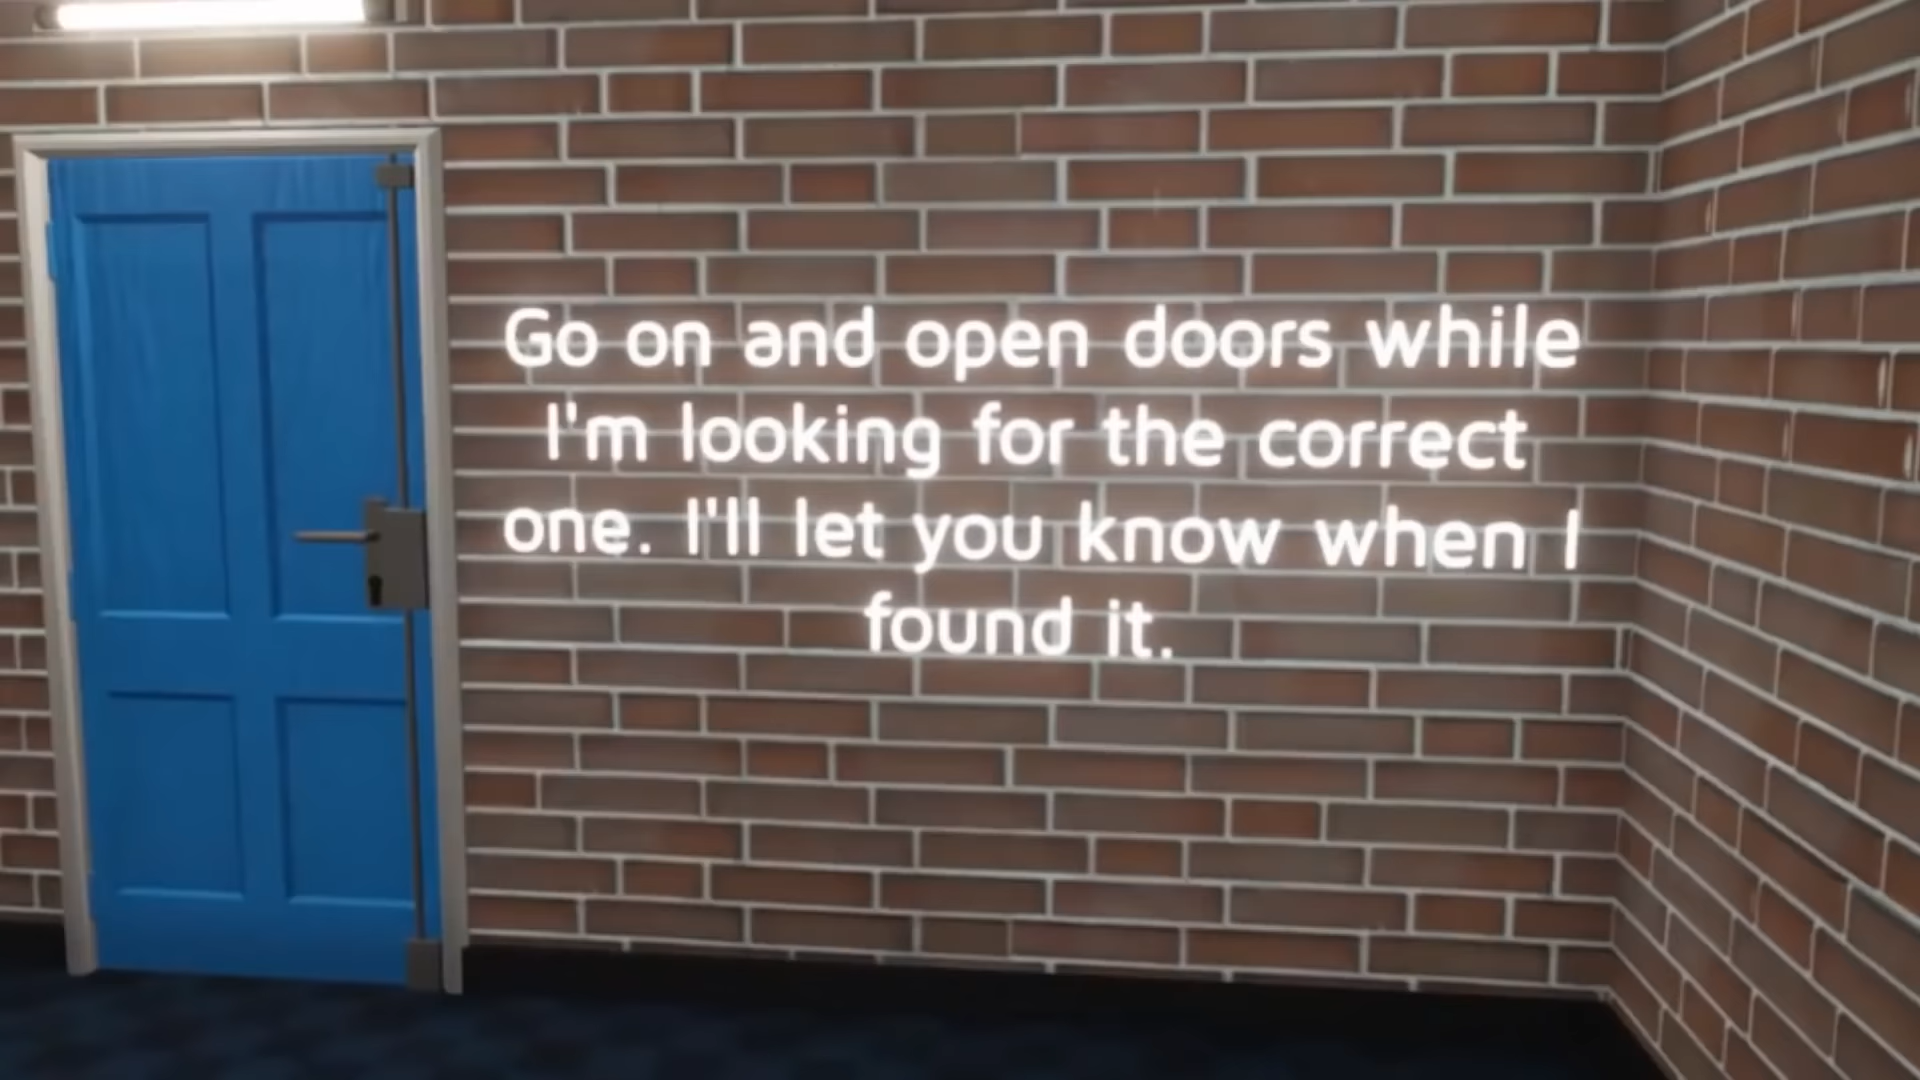 Go on and open doors while
I'm looking for the correct
one. I'll let you know when I
found it.